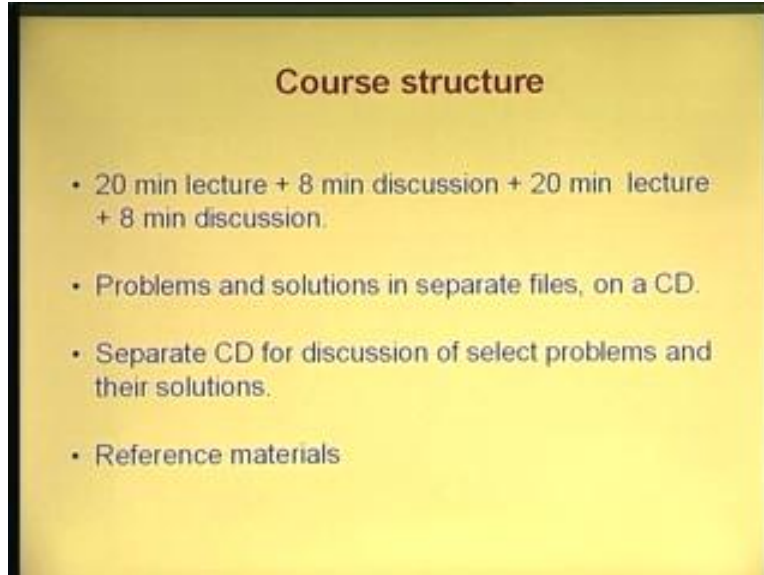 Course structure
• 20 min lecture + 8 min discussion + 20 min lecture
+ 8 min discussion.
• Problems and solutions in separate files, on a CD.
• Separate CD for discussion of select problems and
their solutions.
• Reference materials